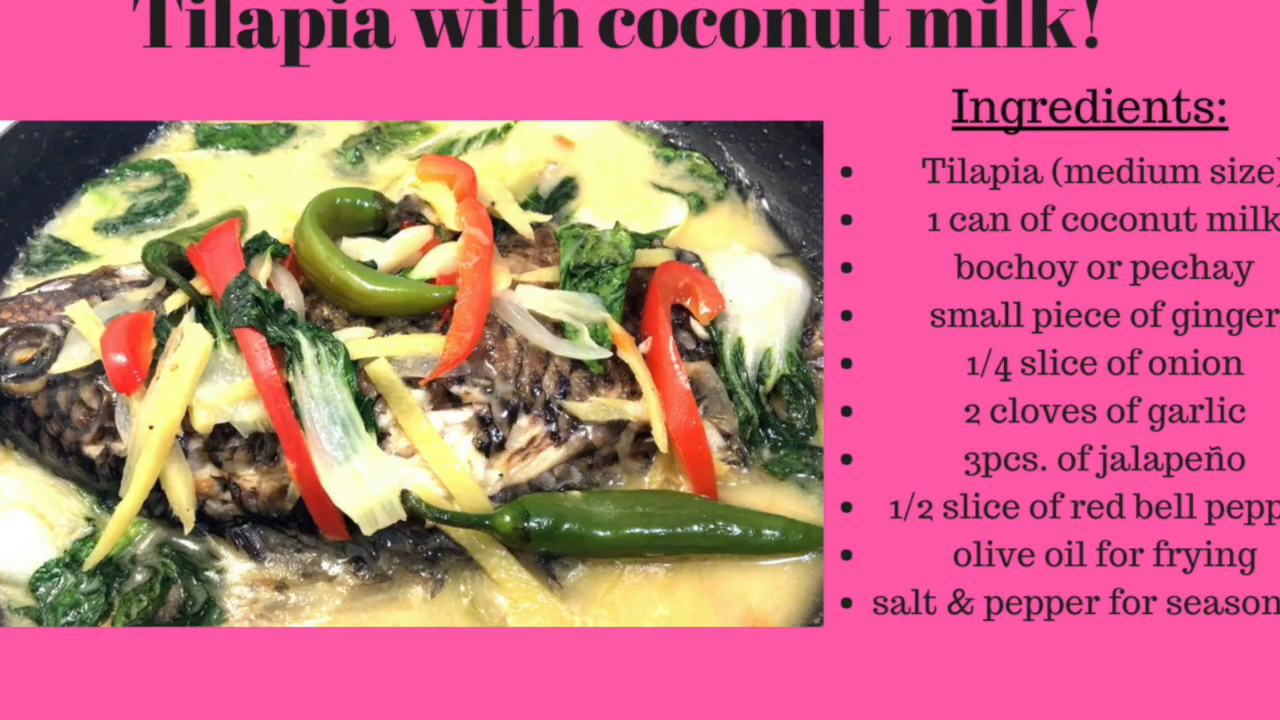 Tilapia with coconut milk!
Ingredients:
• Tilapia (medium size)
• 1 can of coconut milk
• bochoy or pechay
• small piece of ginger
• 1/4 slice of onion
• 2 cloves of garlic
• 3pcs. of jalapeño
• 1/2 slice of red bell pepp
• olive oil for frying
• salt & pepper for season